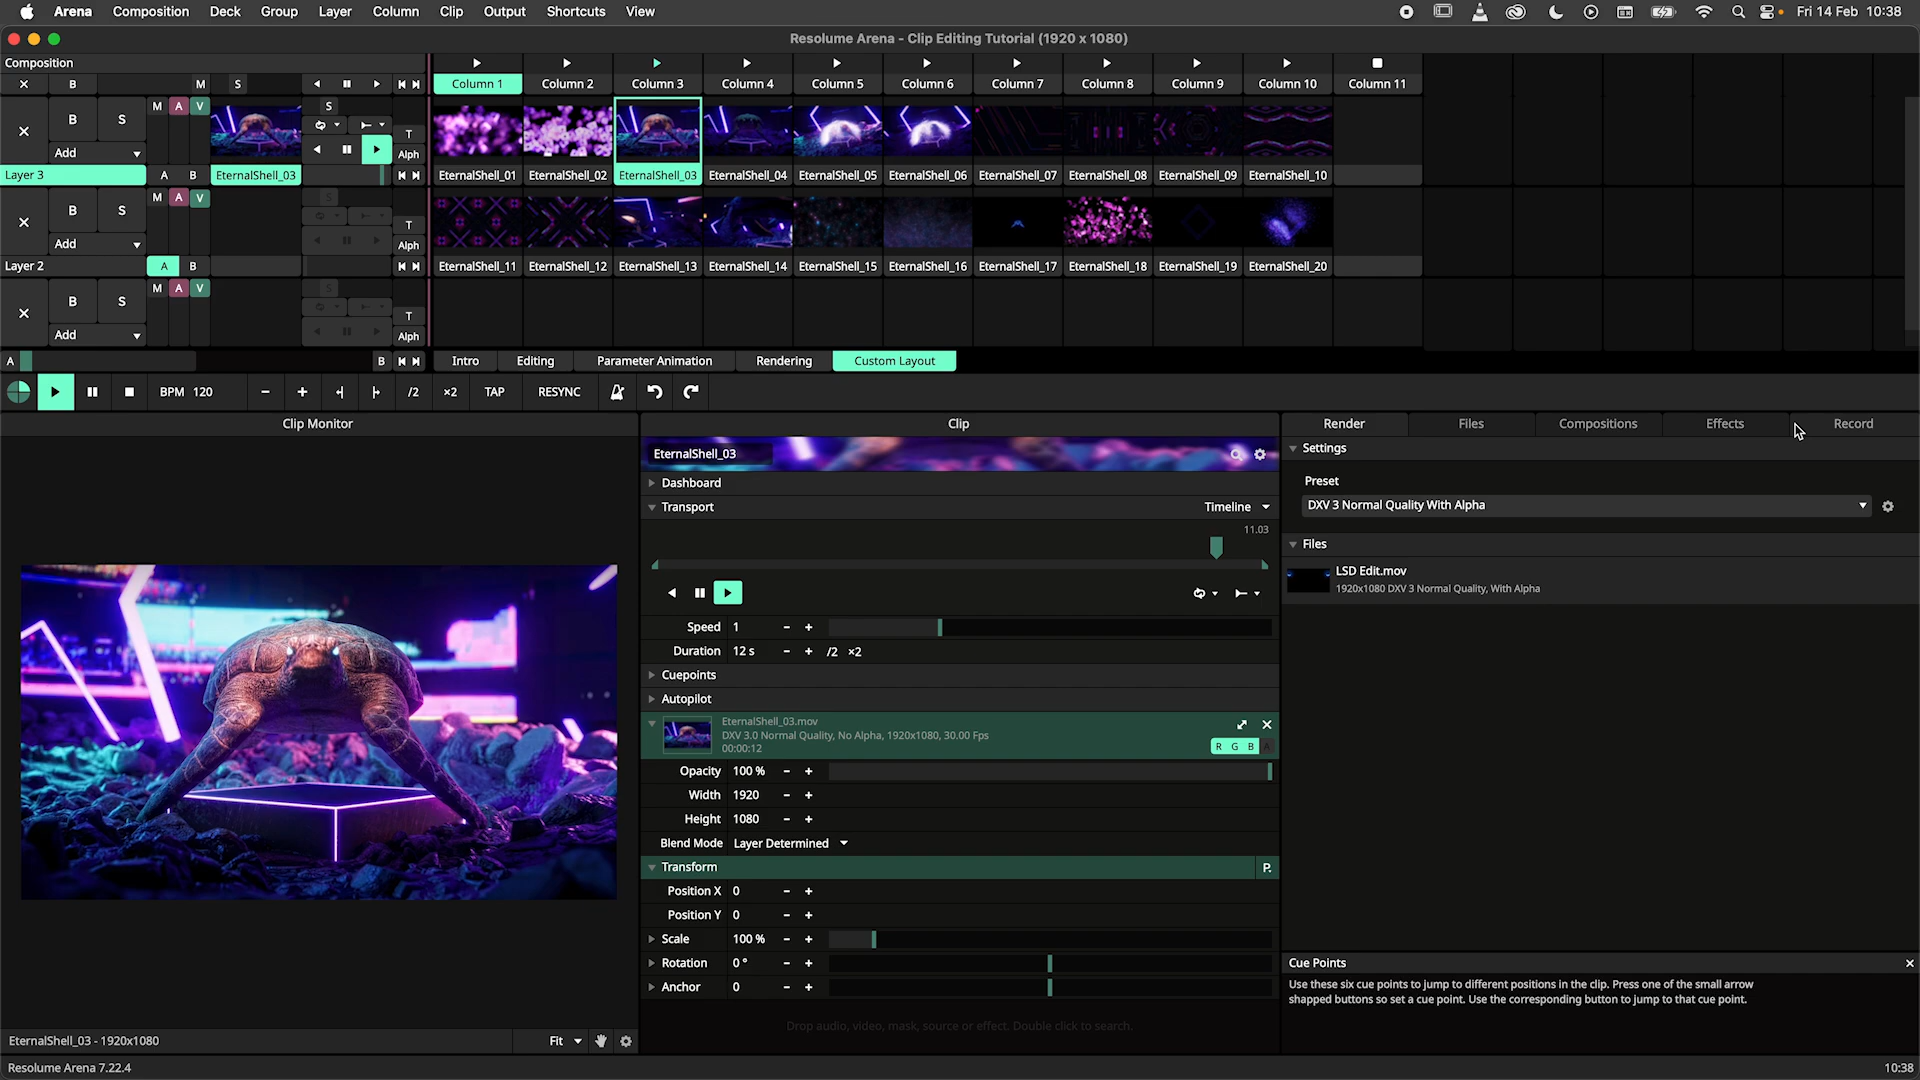 Arena Composition Deck Group Layer Column Clip Output Shortcuts View Fri 14 Feb 10:38
Resolume Arena - Clip Editing Tutorial (1920 x 1080)
Composition
B M S Column 1 Column 2 Column 3 Column 4 Column 5 Column 6 Column 7 Column 8 Column 9 Column 10 Column 11
M A V S
B S T
Add Alph
Layer 3 A B EternalShell_03 EternalShell_01 EternalShell_02 EternalShell_03 EternalShell_04 EternalShell_05 EternalShell_06 EternalShell_07 EternalShell_08 EternalShell_09 EternalShell_10
M A V S
B S T
Add Alph
Layer 2 A B EternalShell_11 EternalShell_12 EternalShell_13 EternalShell_14 EternalShell_15 EternalShell_16 EternalShell_17 EternalShell_18 EternalShell_19 EternalShell_20
M A V S
B S T
Add Alph
A B Intro Editing Parameter Animation Rendering Custom Layout
BPM 120 - + /2 ×2 TAP RESYNC
Clip Monitor Clip Render Files Compositions Effects Record
EternalShell_03
Settings
Dashboard
Preset
Transport Timeline
DXV 3 Normal Quality With Alpha
11.03
Files
LSD Edit.mov
1920x1080 DXV 3 Normal Quality, With Alpha
Speed 1 - +
Duration 12 s - + /2 ×2
Cuepoints
Autopilot
EternalShell_03.mov
DXV 3.0 Normal Quality, No Alpha, 1920x1080, 30.00 Fps
00:00:12 R G B A
Opacity 100 % - +
Width 1920 - +
Height 1080 - +
Blend Mode Layer Determined
Transform P.
Position X 0 - +
Position Y 0 - +
Scale 100 % - +
Rotation 0 ° - +
Anchor 0 - +
Cue Points
Use these six cue points to jump to different positions in the clip. Press one of the small arrow
shapped buttons so set a cue point. Use the corresponding button to jump to that cue point.
Drop audio, video, mask, source or effect. Double click to search.
EternalShell_03 - 1920x1080 Fit
Resolume Arena 7.22.4 10:38